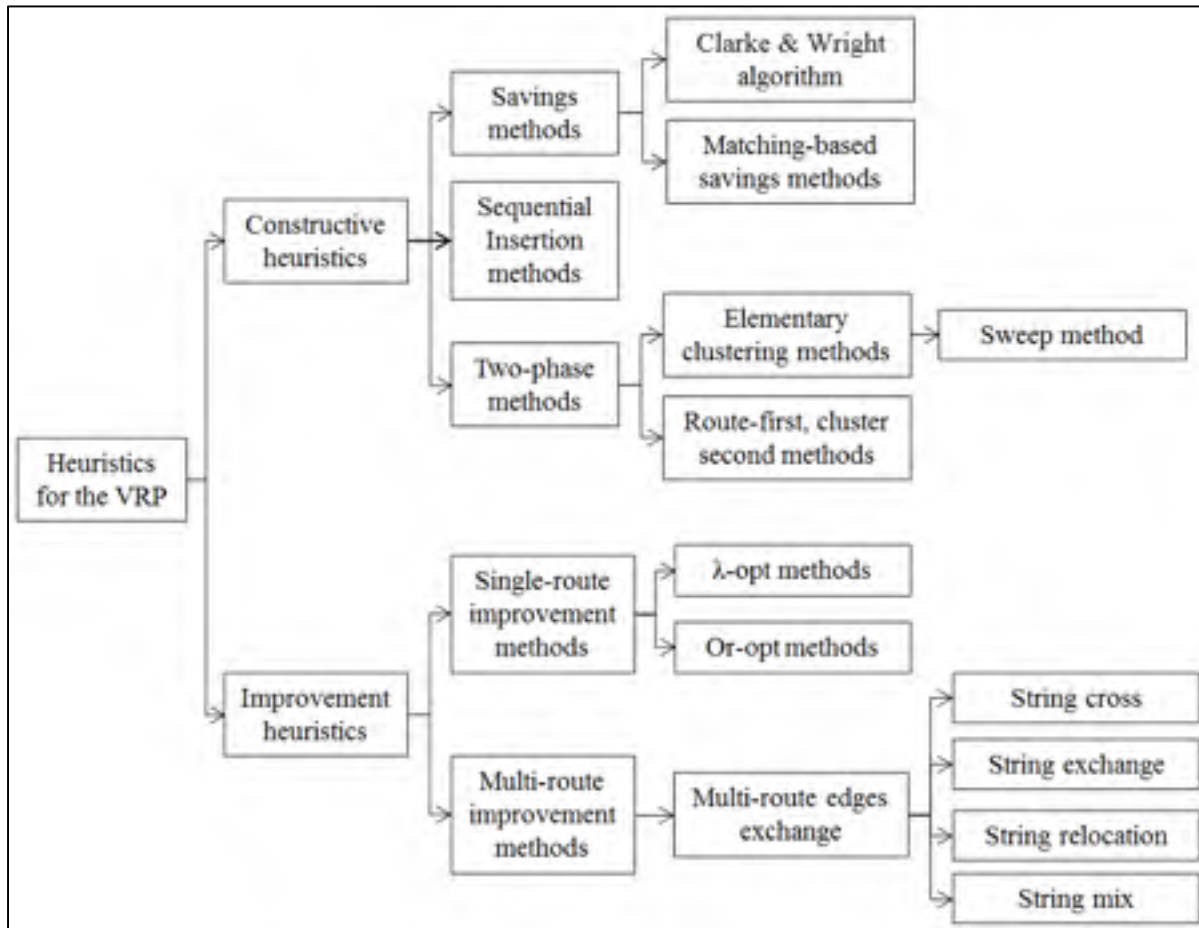 Clarke & Wright
algorithm
Savings
methods
Matching-based
savings methods
Sequential
Insertion
methods
Constructive
heuristics
Elementary
clustering methods
Sweep method
Two-phase
methods
Route-first, cluster
second methods
Heuristics
for the VRP
Single-route
improvement
methods
λ-opt methods
Or-opt methods
Improvement
heuristics
String cross
String exchange
Multi-route
improvement
methods
Multi-route edges
exchange
String relocation
String mix